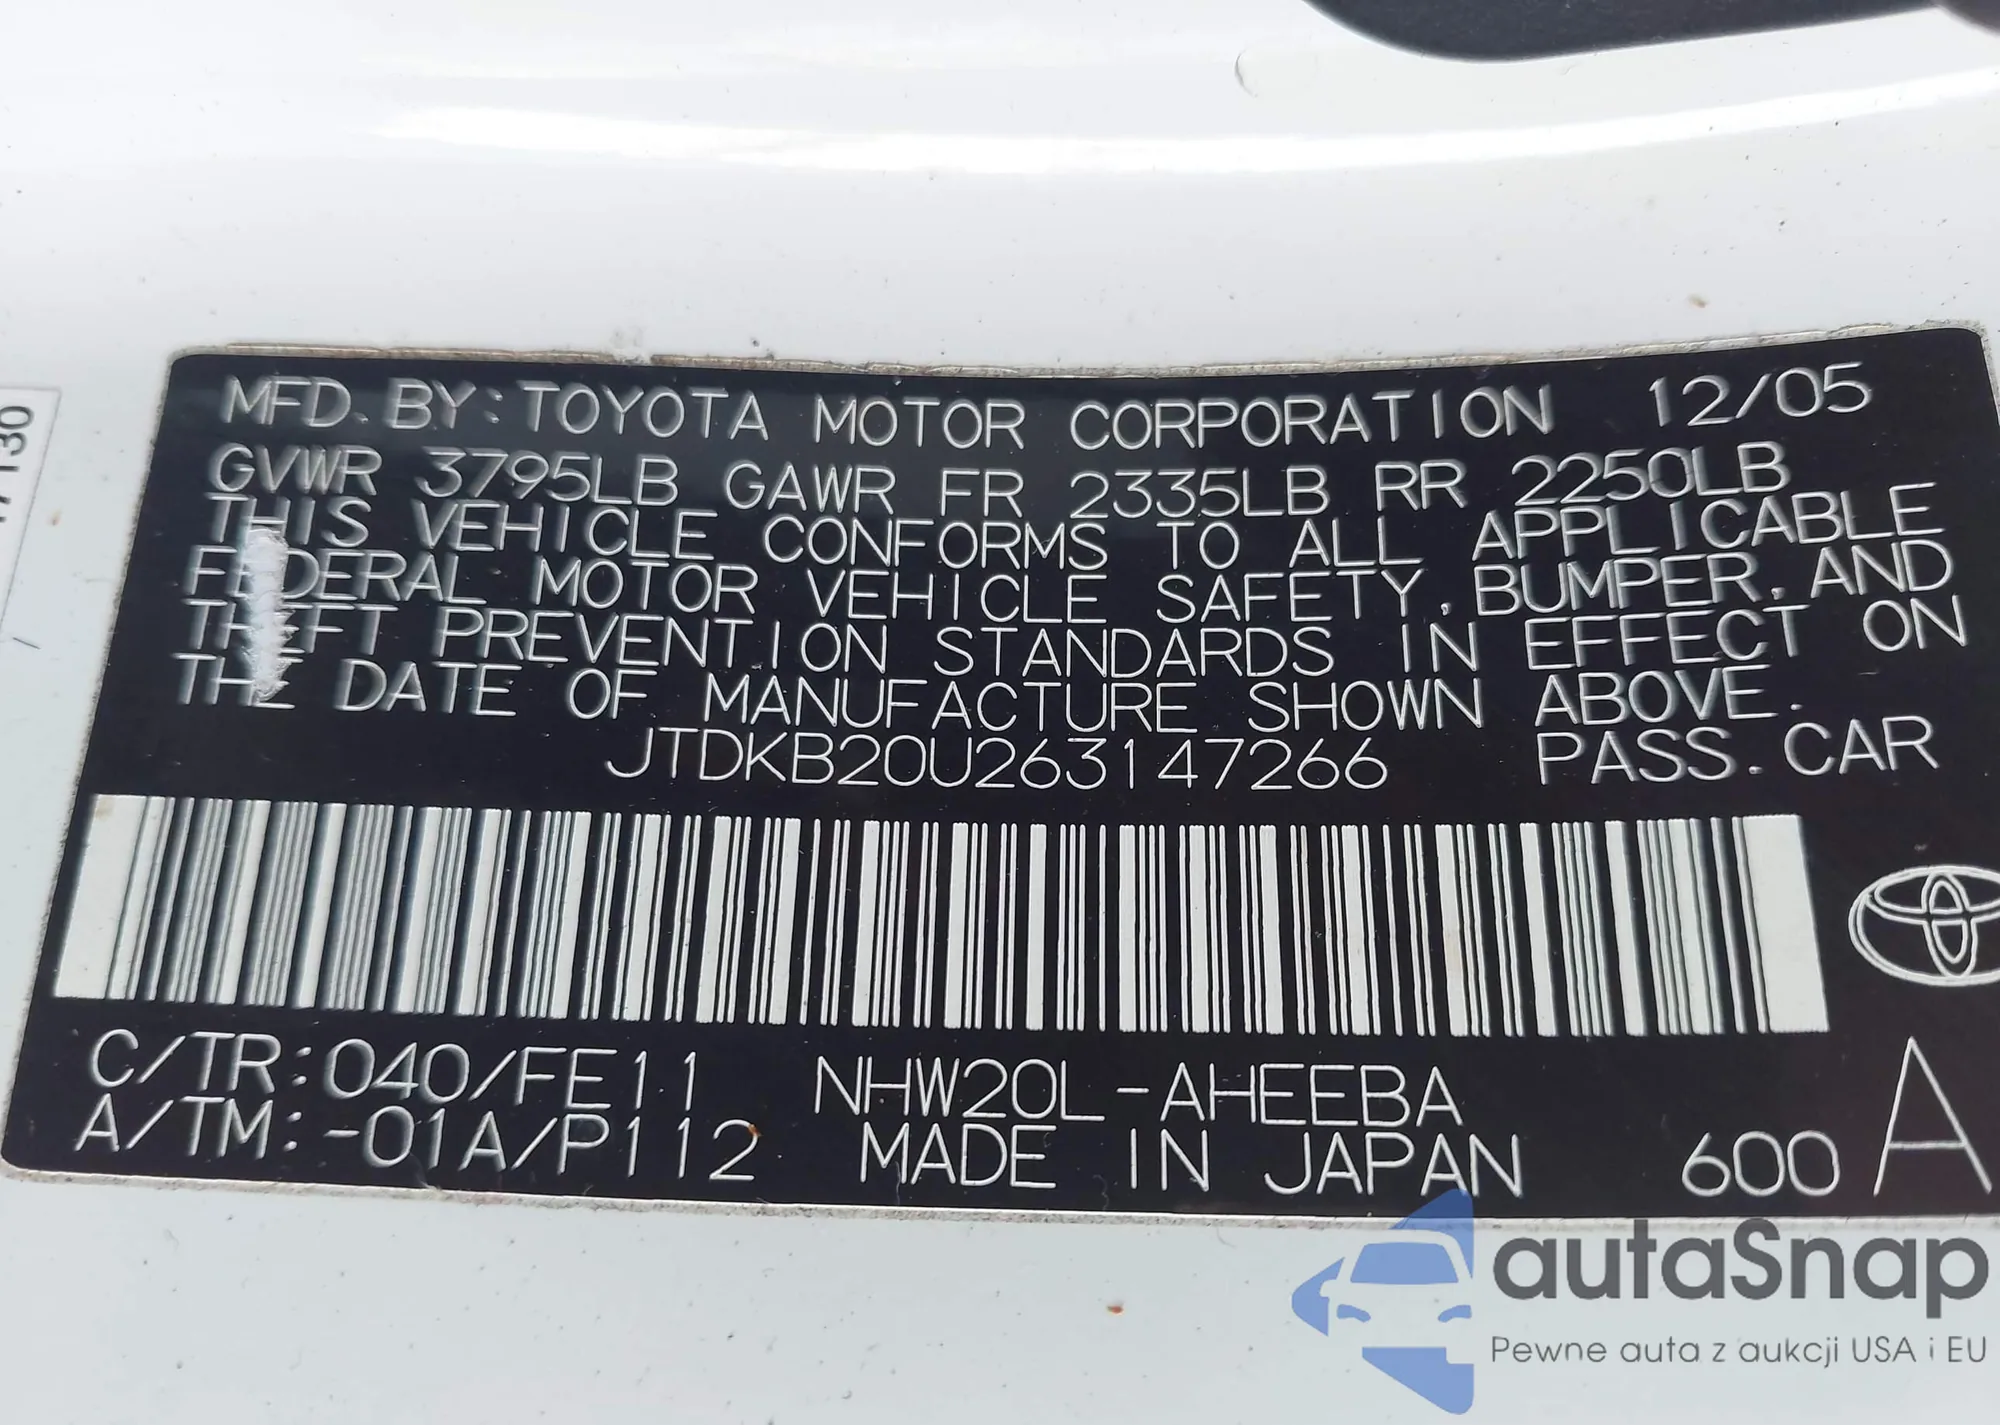 MFD. BY: TOYOTA MOTOR CORPORATION 12/05
GVWR 3795LB GAWR FR 2335LB RR 2250LB
THIS VEHICLE CONFORMS TO ALL APPLICABLE
FEDERAL MOTOR VEHICLE SAFETY, BUMPER, AND
THEFT PREVENTION STANDARDS IN EFFECT ON
THE DATE OF MANUFACTURE SHOWN ABOVE.
JTDKB20U263147266 PASS. CAR
C/TR:040/FE11 NHW20L-AHEEBA
A/TM:-01A/P112 MADE IN JAPAN 600 A
autaSnap
Pewne auta z aukcji USA i EU